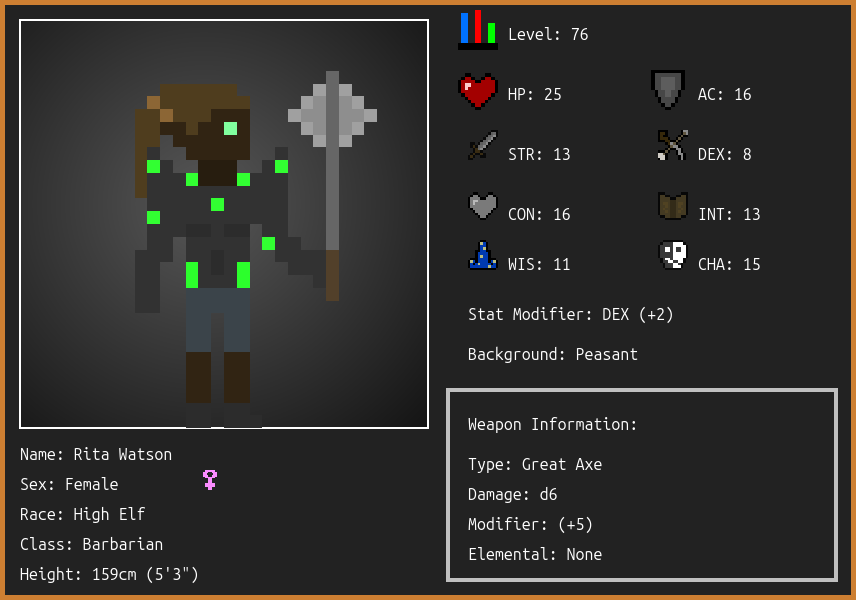 Level: 76
HP: 25
AC: 16
STR: 13
DEX: 8
CON: 16
INT: 13
WIS: 11
CHA: 15
Stat Modifier: DEX (+2)
Background: Peasant
Weapon Information:
Type: Great Axe
Damage: d6
Modifier: (+5)
Elemental: None
Name: Rita Watson
Sex: Female
Race: High Elf
Class: Barbarian
Height: 159cm (5'3")